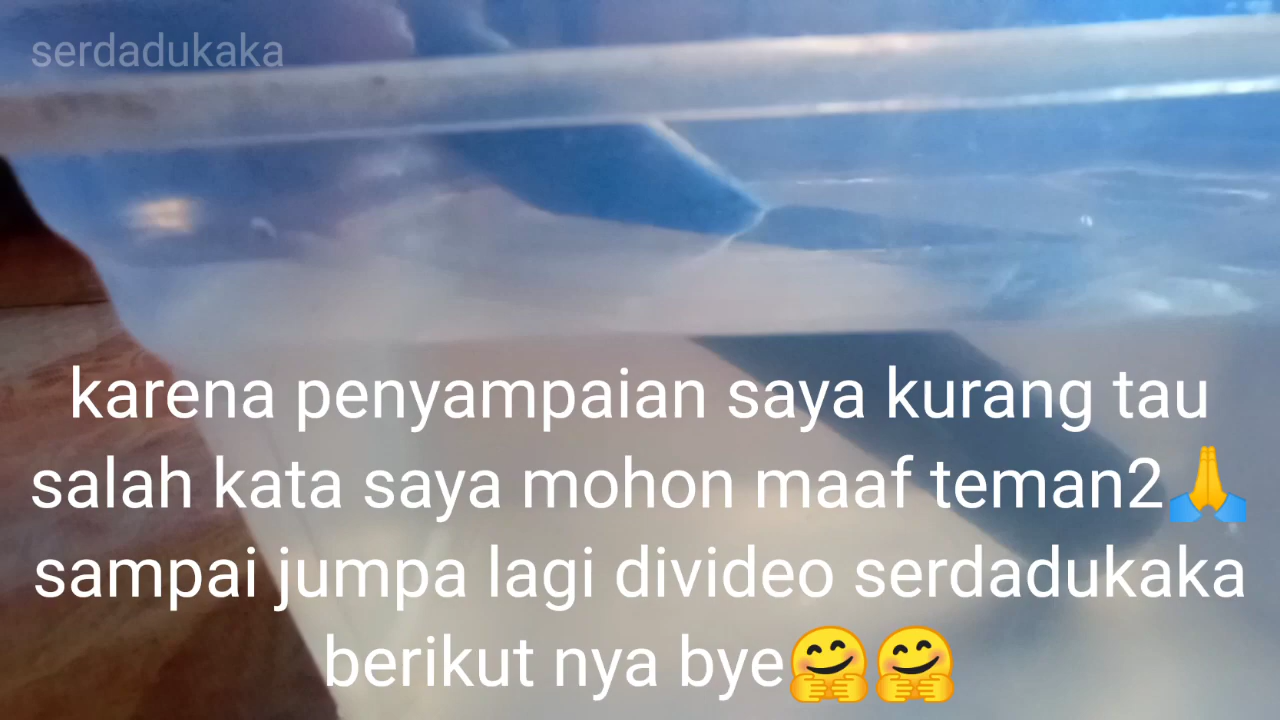 serdadukaka
karena penyampaian saya kurang tau
salah kata saya mohon maaf teman2🙏
sampai jumpa lagi divideo serdadukaka
berikut nya bye🤗🤗